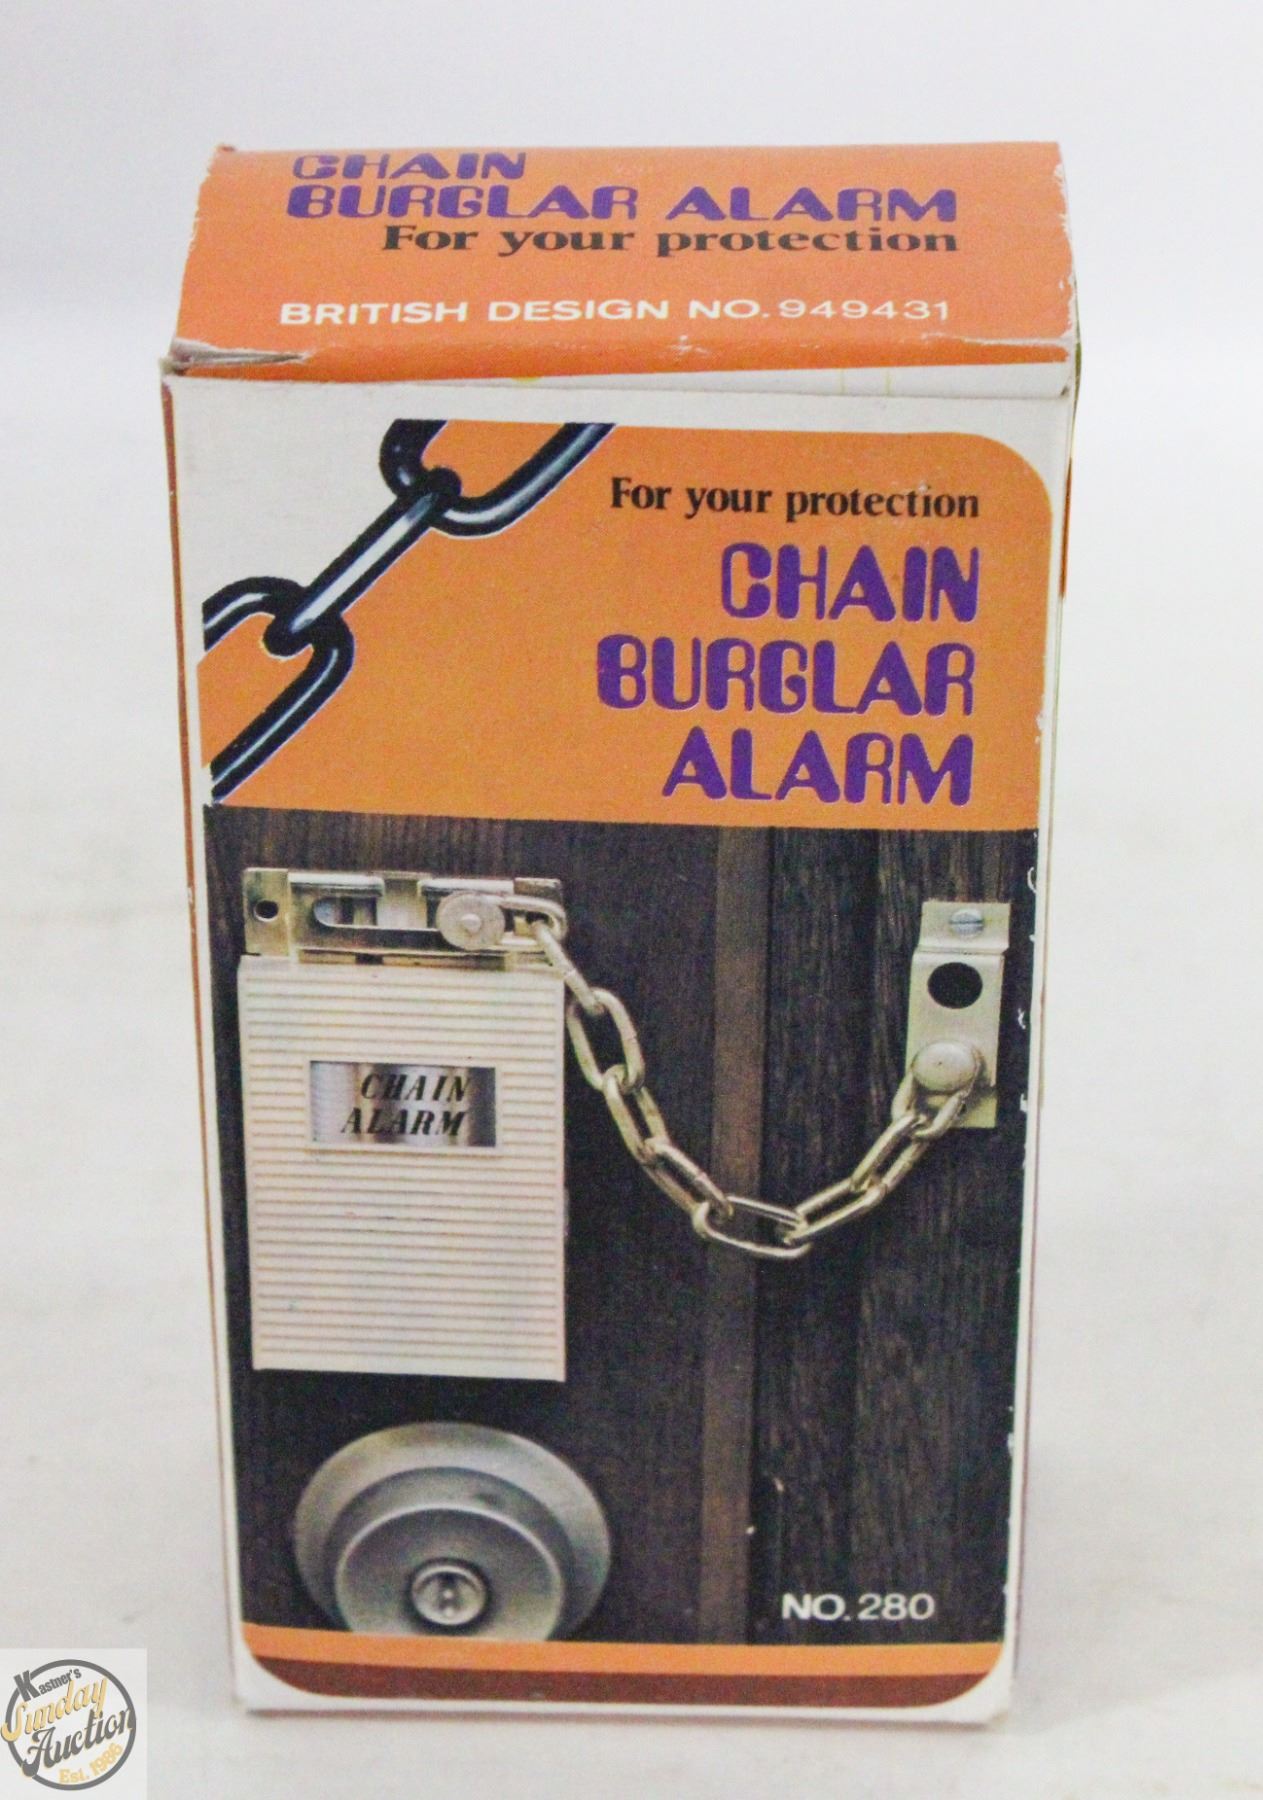 CHAIN
BURGLAR ALARM
For your protection
BRITISH DESIGN NO. 949431
For your protection
CHAIN
BURGLAR
ALARM
CHAIN
ALARM
NO. 280
Kastner's
Sunday
Auction
Est. 1986